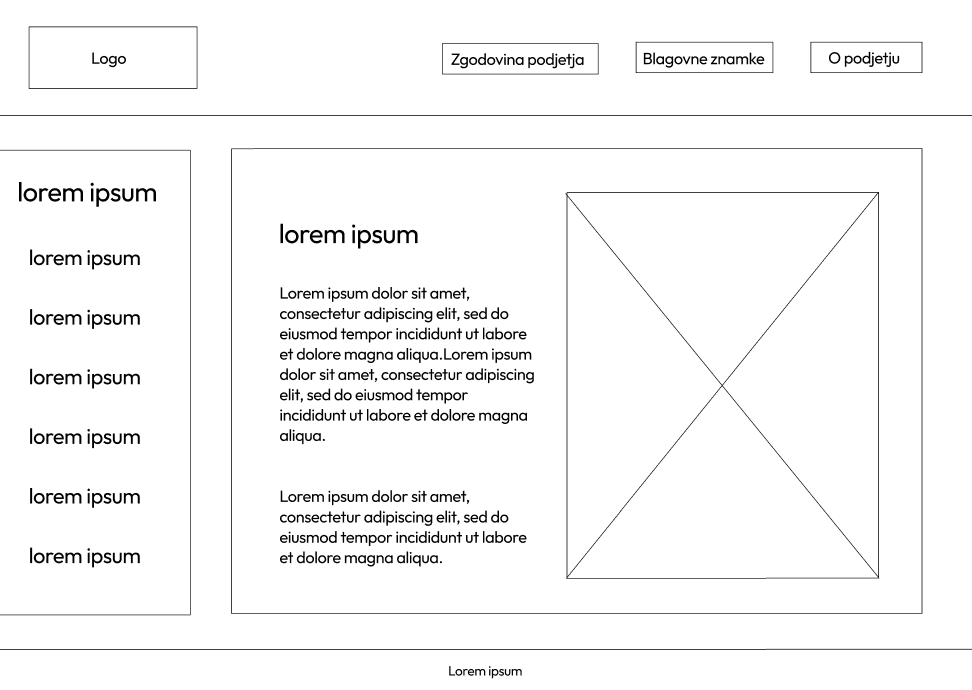 Logo
Zgodovina podjetja
Blagovne znamke
O podjetju
lorem ipsum
lorem ipsum
lorem ipsum
lorem ipsum
lorem ipsum
lorem ipsum
lorem ipsum
lorem ipsum
Lorem ipsum dolor sit amet,
consectetur adipiscing elit, sed do
eiusmod tempor incididunt ut labore
et dolore magna aliqua.Lorem ipsum
dolor sit amet, consectetur adipiscing
elit, sed do eiusmod tempor
incididunt ut labore et dolore magna
aliqua.
Lorem ipsum dolor sit amet,
consectetur adipiscing elit, sed do
eiusmod tempor incididunt ut labore
et dolore magna aliqua.
Lorem ipsum